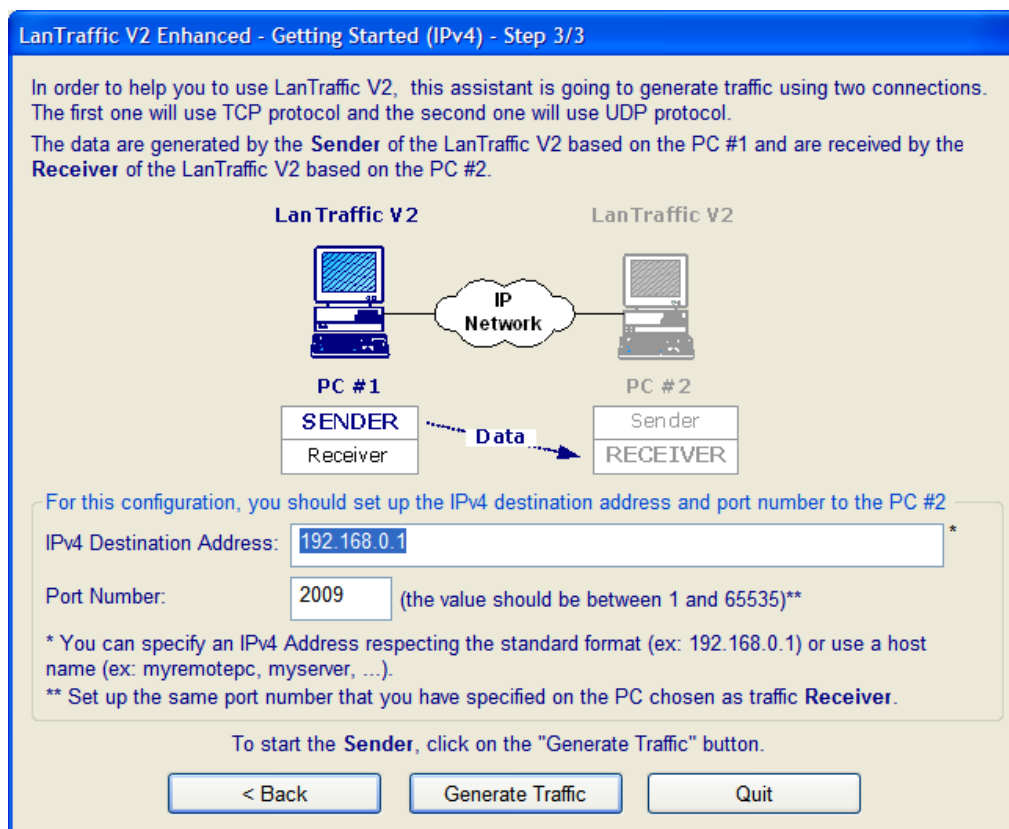 LanTraffic V2 Enhanced - Getting Started (IPv4) - Step 3/3
In order to help you to use LanTraffic V2, this assistant is going to generate traffic using two connections.
The first one will use TCP protocol and the second one will use UDP protocol.
The data are generated by the Sender of the LanTraffic V2 based on the PC #1 and are received by the
Receiver of the LanTraffic V2 based on the PC #2.
LanTraffic V2
LanTraffic V2
IP
Network
PC #1
PC #2
SENDER
Receiver
Data
Sender
RECEIVER
For this configuration, you should set up the IPv4 destination address and port number to the PC #2
IPv4 Destination Address: 192.168.0.1 *
Port Number: 2009 (the value should be between 1 and 65535)**
* You can specify an IPv4 Address respecting the standard format (ex: 192.168.0.1) or use a host
name (ex: myremotepc, myserver, ...).
** Set up the same port number that you have specified on the PC chosen as traffic Receiver.
To start the Sender, click on the "Generate Traffic" button.
< Back
Generate Traffic
Quit